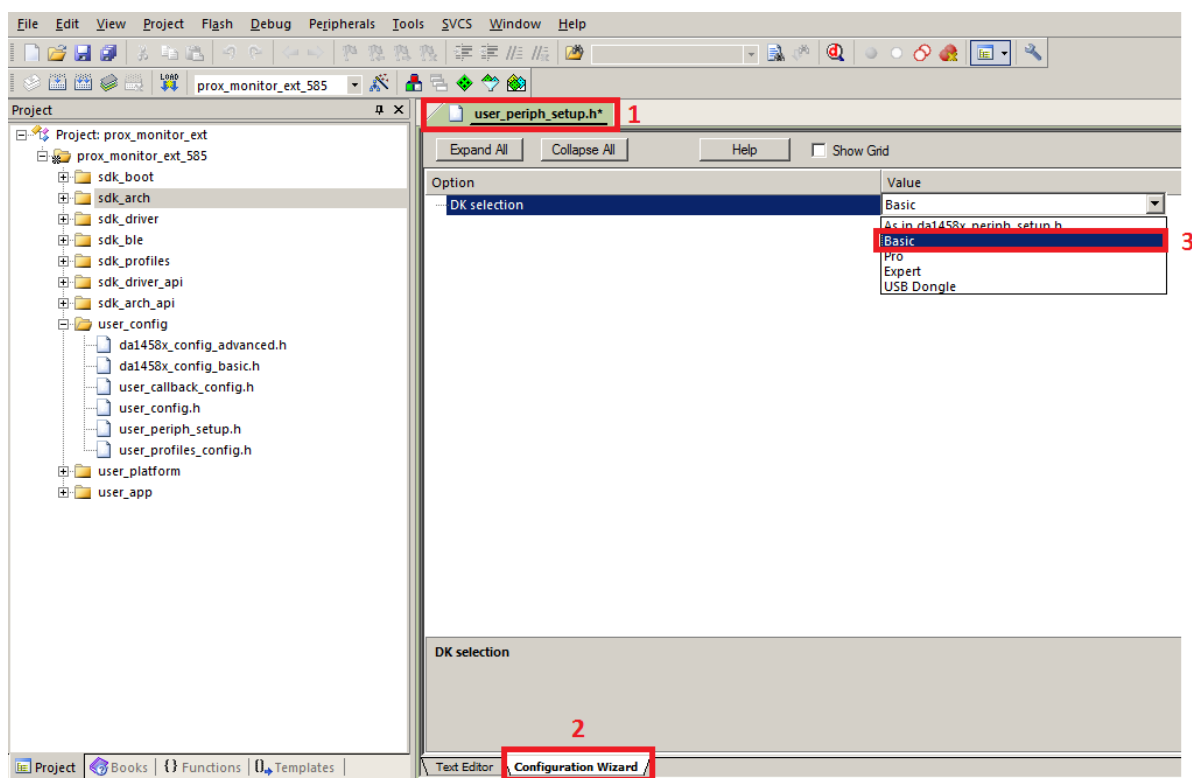 File Edit View Project Flash Debug Peripherals Tools SVCS Window Help
LOAD prox_monitor_ext_585
Project
user_periph_setup.h* 1
Project: prox_monitor_ext
prox_monitor_ext_585
sdk_boot
sdk_arch
sdk_driver
sdk_ble
sdk_profiles
sdk_driver_api
sdk_arch_api
user_config
da1458x_config_advanced.h
da1458x_config_basic.h
user_callback_config.h
user_config.h
user_periph_setup.h
user_profiles_config.h
user_platform
user_app
Expand All Collapse All Help Show Grid
Option Value
DK selection Basic
As in da1458x_periph_setup.h
Basic 3
Pro
Expert
USB Dongle
DK selection
2
Project Books {} Functions 0 Templates
Text Editor Configuration Wizard